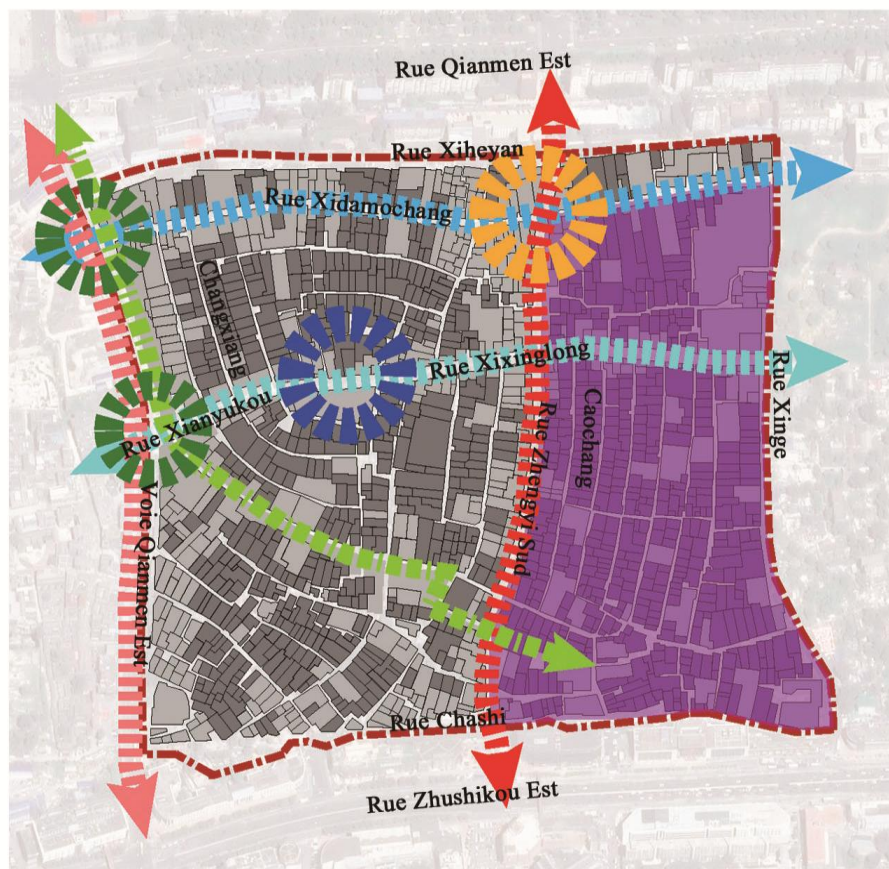 Rue Qianmen Est
Rue Xiheyan
Rue Xidamochang
Changxiang
Rue Xixinglong
Rue Xianyukou
Rue Xinge
Caochang
Rue Zhengyi Sud
Voie Qianmen Est
Rue Chashi
Rue Zhushikou Est